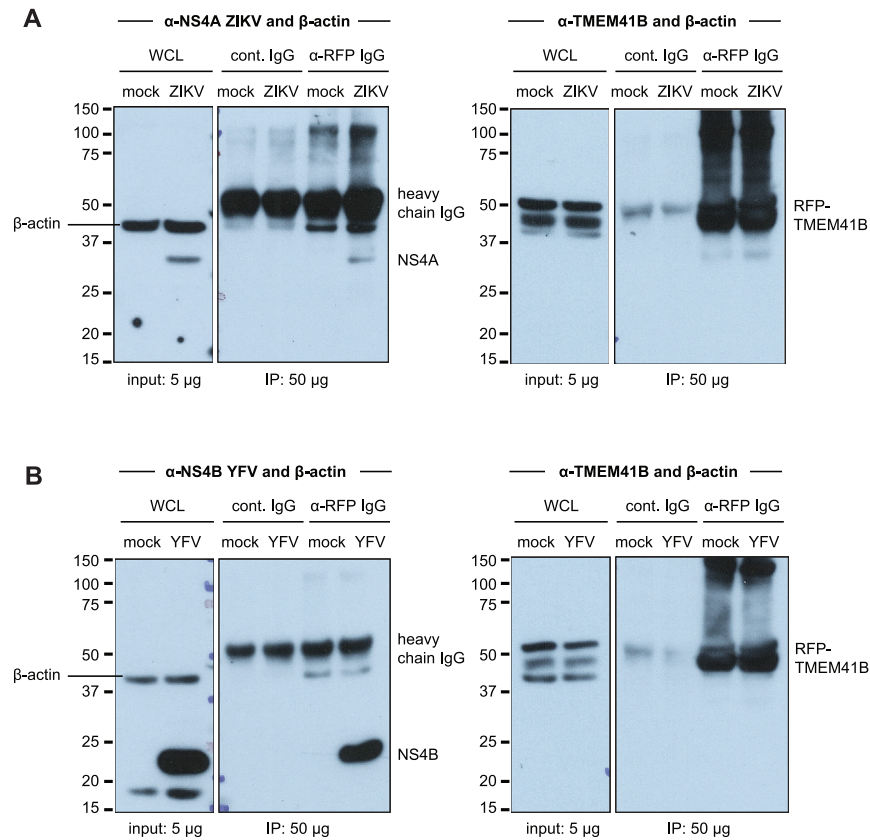 A
α-NS4A ZIKV and β-actin
α-TMEM41B and β-actin
WCL
cont. IgG
α-RFP IgG
WCL
cont. IgG
α-RFP IgG
mock ZIKV
mock ZIKV
mock ZIKV
mock ZIKV
mock ZIKV
mock ZIKV
150
100
75
50
37
25
20
15
β-actin
heavy
chain IgG
NS4A
input: 5 µg
IP: 50 µg
150
100
75
50
37
25
20
15
RFP-
TMEM41B
input: 5 µg
IP: 50 µg
B
α-NS4B YFV and β-actin
α-TMEM41B and β-actin
WCL
cont. IgG
α-RFP IgG
WCL
cont. IgG
α-RFP IgG
mock YFV
mock YFV
mock YFV
mock YFV
mock YFV
mock YFV
150
100
75
50
37
25
20
15
β-actin
heavy
chain IgG
NS4B
input: 5 µg
IP: 50 µg
150
100
75
50
37
25
20
15
RFP-
TMEM41B
input: 5 µg
IP: 50 µg